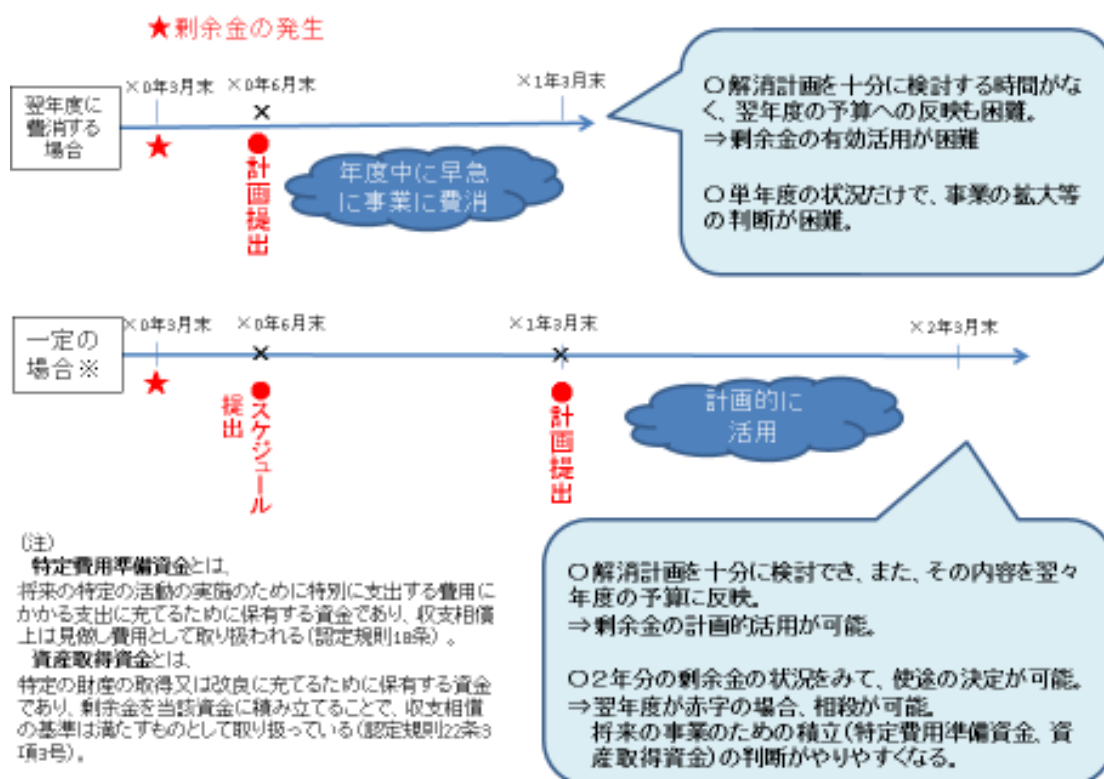 ★剰余金の発生
×0年3月末
×0年6月末
×1年3月末
翌年度に
費消する
場合
×
★
●計画提出
年度中に早急
に事業に費消
○解消計画を十分に検討する時間がな
く、翌年度の予算への反映も困難。
⇒剰余金の有効活用が困難
○単年度の状況だけで、事業の拡大等
の判断が困難。
×0年3月末
×0年6月末
×1年3月末
×2年3月末
一定の
場合※
×
×
★
●スケジュール
提出
●計画提出
計画的に
活用
(注)
特定費用準備資金とは、
将来の特定の活動の実施のために特別に支出する費用に
かかる支出に充てるために保有する資金であり、収支相償
上は見做し費用として取り扱われる(認定規則18条)。
資産取得資金とは、
特定の財産の取得又は改良に充てるために保有する資金
であり、剰余金を当該資金に積み立てることで、収支相償
の基準は満たすものとして取り扱っている(認定規則22条3
項3号)。
○解消計画を十分に検討でき、また、その内容を翌々
年度の予算に反映。
⇒剰余金の計画的活用が可能。
○2年分の剰余金の状況をみて、使途の決定が可能。
⇒翌年度が赤字の場合、相殺が可能。
将来の事業のための積立(特定費用準備資金、資
産取得資金)の判断がやりやすくなる。